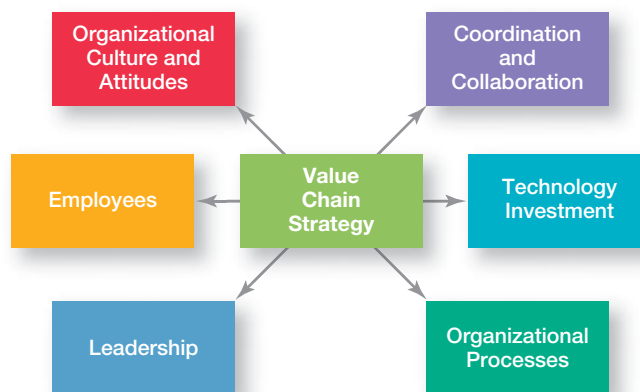 Organizational
Culture and
Attitudes
Coordination
and
Collaboration
Employees
Value
Chain
Strategy
Technology
Investment
Leadership
Organizational
Processes